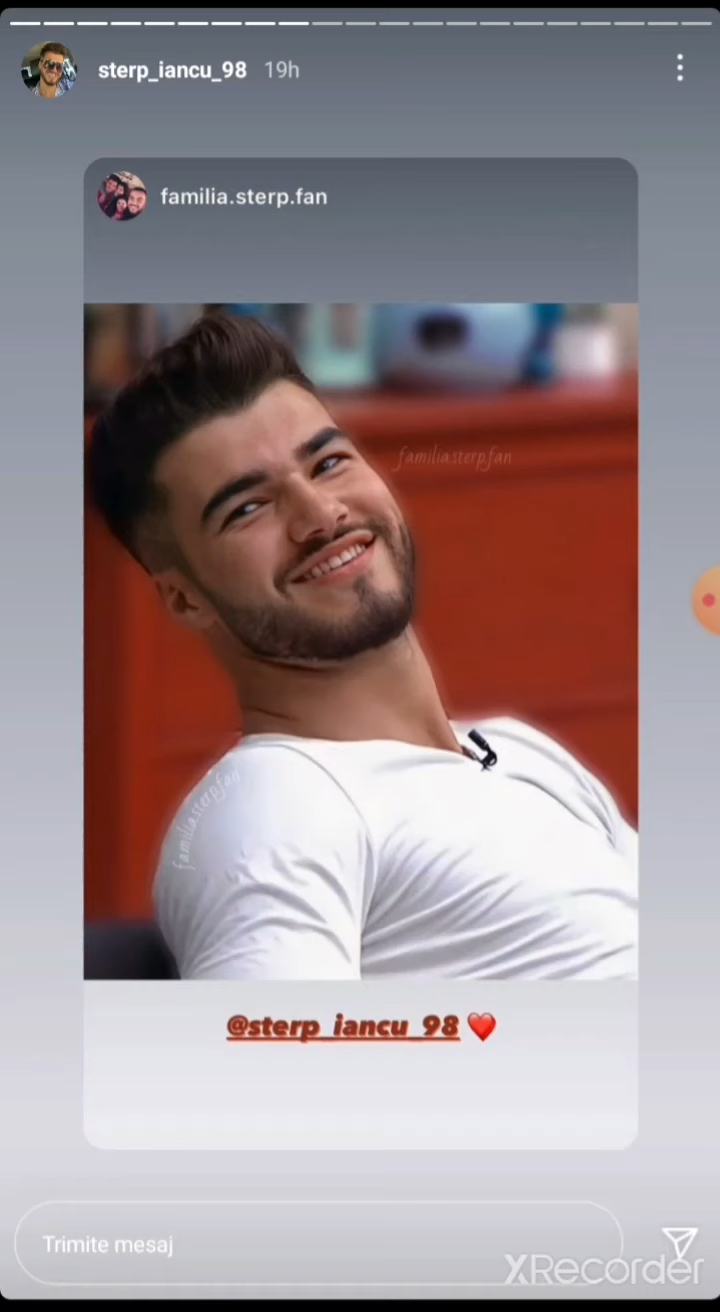 sterp_iancu_98 19h
familia.sterp.fan
familiasterpfan
familiasterpfan
@sterp_iancu_98 ❤️
Trimite mesaj
XRecorder